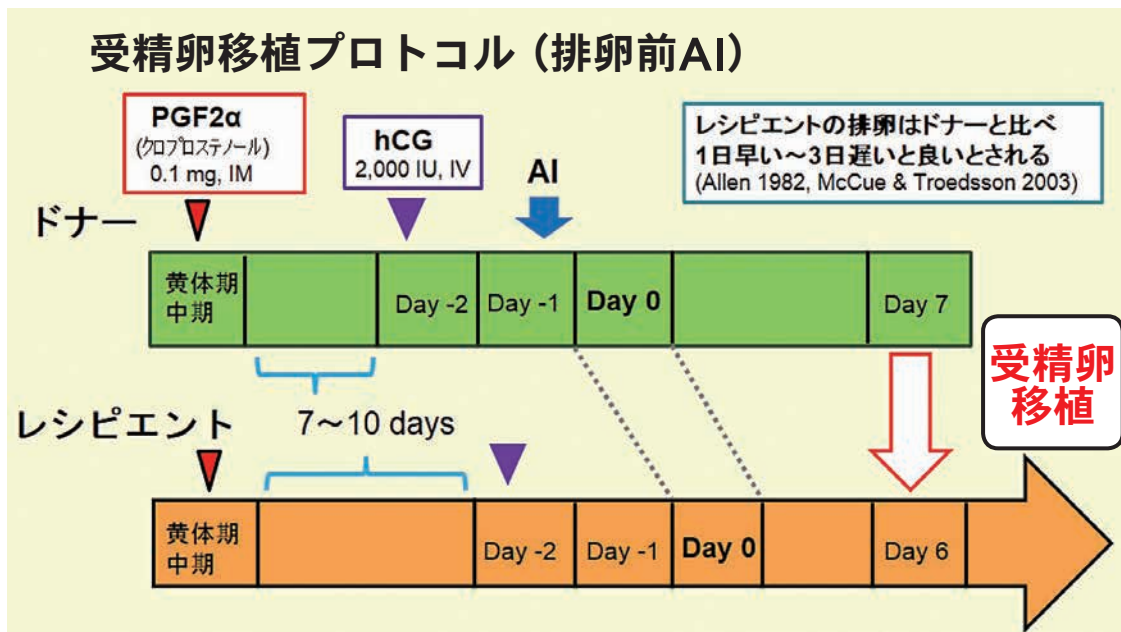 受精卵移植プロトコル（排卵前AI）
PGF2α
(クロプロステノール)
0.1 mg, IM
hCG
2,000 IU, IV
AI
レシピエントの排卵はドナーと比べ
1日早い～3日遅いと良いとされる
(Allen 1982, McCue & Troedsson 2003)
ドナー
黄体期
中期
Day -2
Day -1
Day 0
Day 7
受精卵
移植
7～10 days
レシピエント
黄体期
中期
Day -2
Day -1
Day 0
Day 6